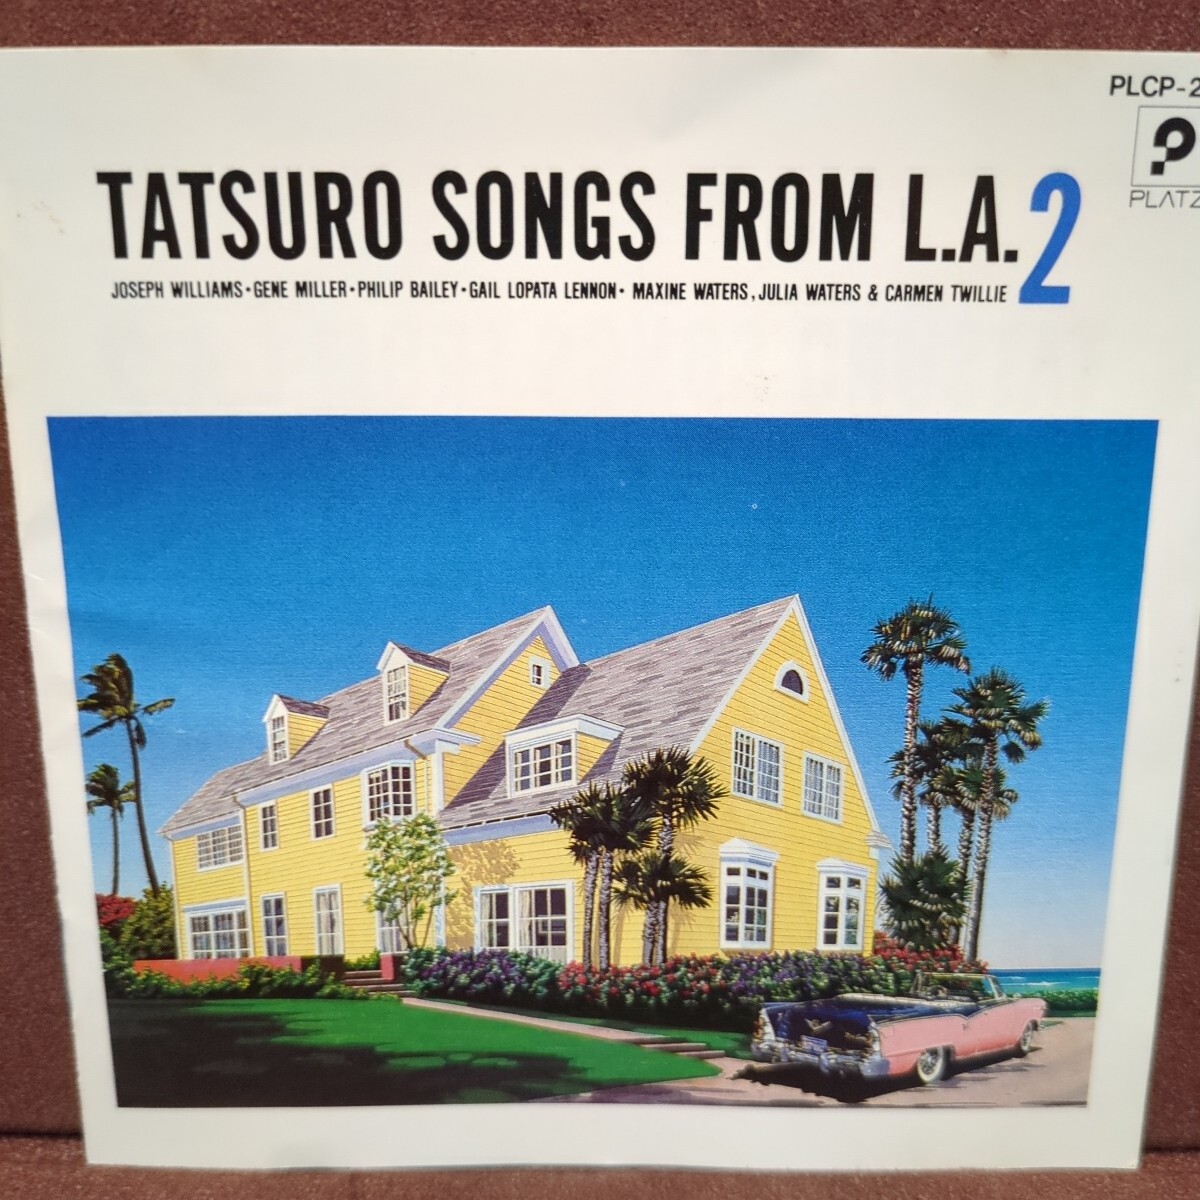 PLCP-2
PLATZ
TATSURO SONGS FROM L.A. 2
JOSEPH WILLIAMS・GENE MILLER・PHILIP BAILEY・GAIL LOPATA LENNON・ MAXINE WATERS, JULIA WATERS & CARMEN TWILLIE